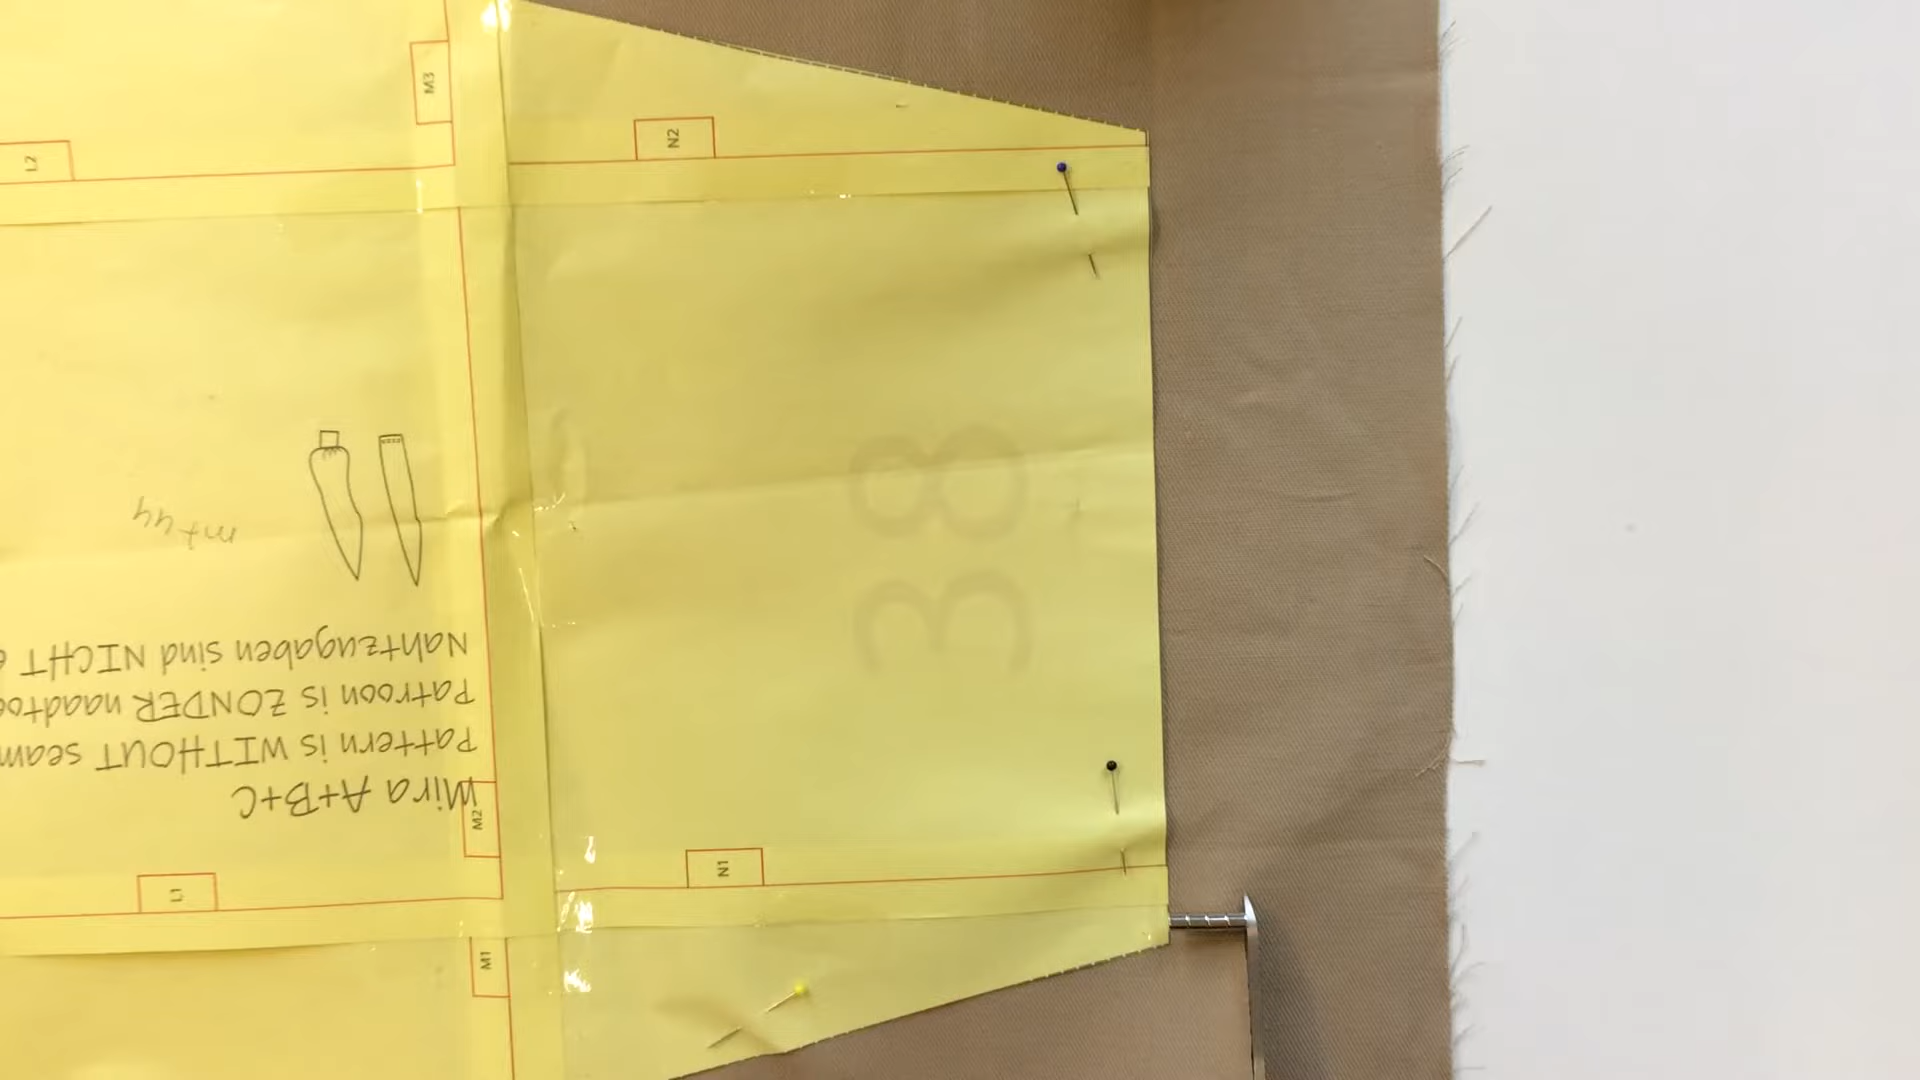 M3
L2
N2
38
mt 44
Mira A+B+C
Pattern is WITHOUT seam
Patroon is ZONDER naadtoe
Nahtzugaben sind NICHT
M2
N1
L1
M1